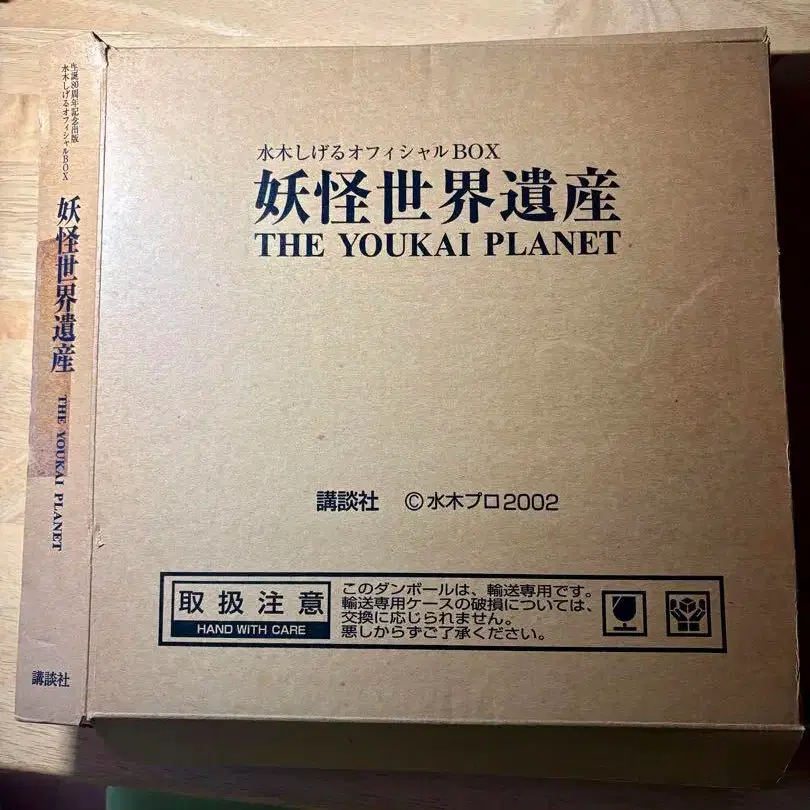 生誕80周年記念出版
水木しげるオフィシャルBOX
妖怪世界遺産
THE YOUKAI PLANET
講談社
水木しげるオフィシャルBOX
妖怪世界遺産
THE YOUKAI PLANET
講談社 ©水木プロ2002
取扱注意
HAND WITH CARE
このダンボールは、輸送専用です。
輸送専用ケースの破損については、
交換に応じられません。
悪しからずご了承ください。